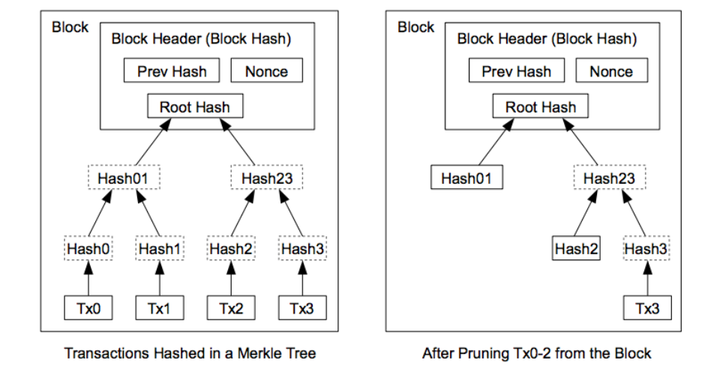 Block
Block Header (Block Hash)
Prev Hash
Nonce
Root Hash
Hash01
Hash23
Hash0
Hash1
Hash2
Hash3
Tx0
Tx1
Tx2
Tx3
Transactions Hashed in a Merkle Tree
Block
Block Header (Block Hash)
Prev Hash
Nonce
Root Hash
Hash01
Hash23
Hash2
Hash3
Tx3
After Pruning Tx0-2 from the Block